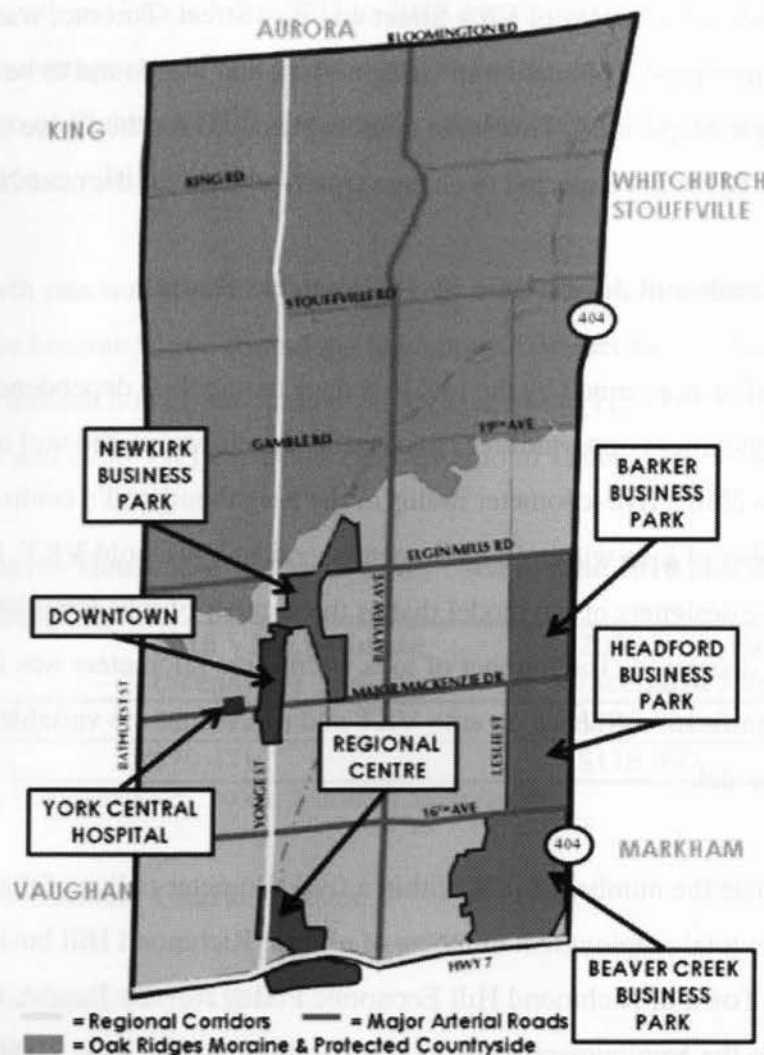 AURORA
BLOOMINGTON RD
KING
KING RD
WHITCHURCH
STOUFFVILLE
STOUFFVILLE RD
404
NEWKIRK
BUSINESS
PARK
GAMBLE RD
19TH AVE
BARKER
BUSINESS
PARK
ELGIN MILLS RD
DOWNTOWN
BAYVIEW AVE
HEADFORD
BUSINESS
PARK
MAJOR MACKENZIE DR
BATHURST ST
REGIONAL
CENTRE
LESLIE ST
YONGE ST
YORK CENTRAL
HOSPITAL
16TH AVE
404
MARKHAM
VAUGHAN
HWY 7
BEAVER CREEK
BUSINESS
PARK
= Regional Corridors
= Major Arterial Roads
= Oak Ridges Moraine & Protected Countryside